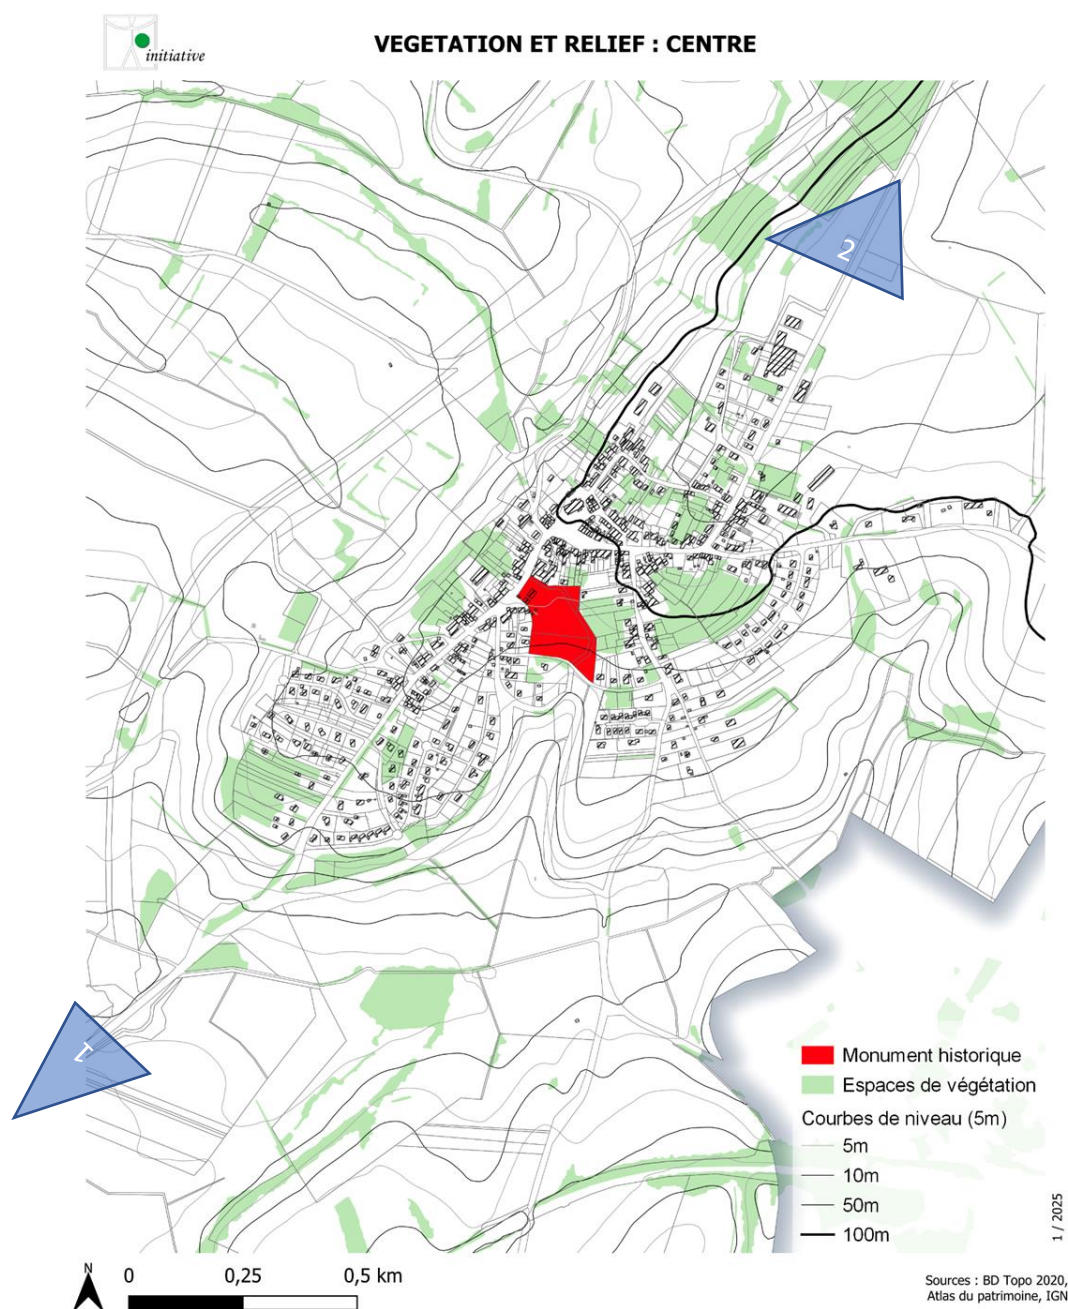 initiative
VEGETATION ET RELIEF : CENTRE
2
1
Monument historique
Espaces de végétation
Courbes de niveau (5m)
5m
10m
50m
100m
1 / 2025
N
0 0,25 0,5 km
Sources : BD Topo 2020,
Atlas du patrimoine, IGN